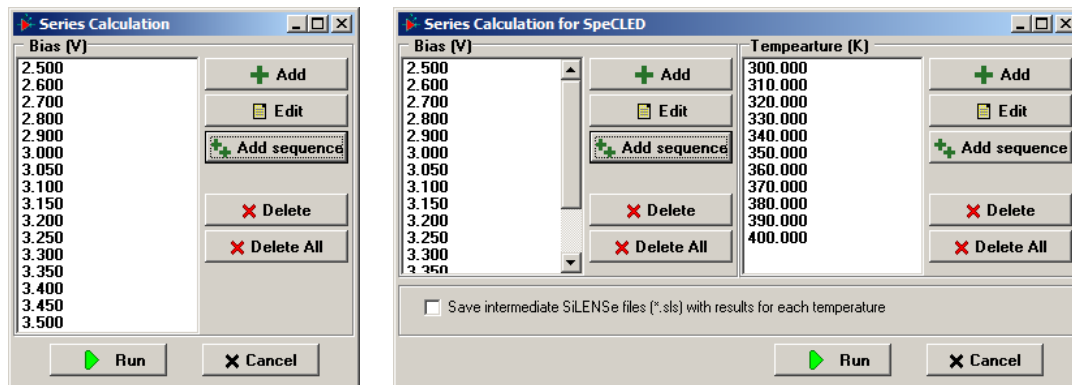 Series Calculation
Bias (V)
2.500
2.600
2.700
2.800
2.900
3.000
3.050
3.100
3.150
3.200
3.250
3.300
3.350
3.400
3.450
3.500
Add
Edit
Add sequence
Delete
Delete All
Run
Cancel
Series Calculation for SpeCLED
Bias (V)
2.500
2.600
2.700
2.800
2.900
3.000
3.050
3.100
3.150
3.200
3.250
3.300
3.350
Add
Edit
Add sequence
Delete
Delete All
Tempearture (K)
300.000
310.000
320.000
330.000
340.000
350.000
360.000
370.000
380.000
390.000
400.000
Add
Edit
Add sequence
Delete
Delete All
Save intermediate SiLENSe files (*.sls) with results for each temperature
Run
Cancel